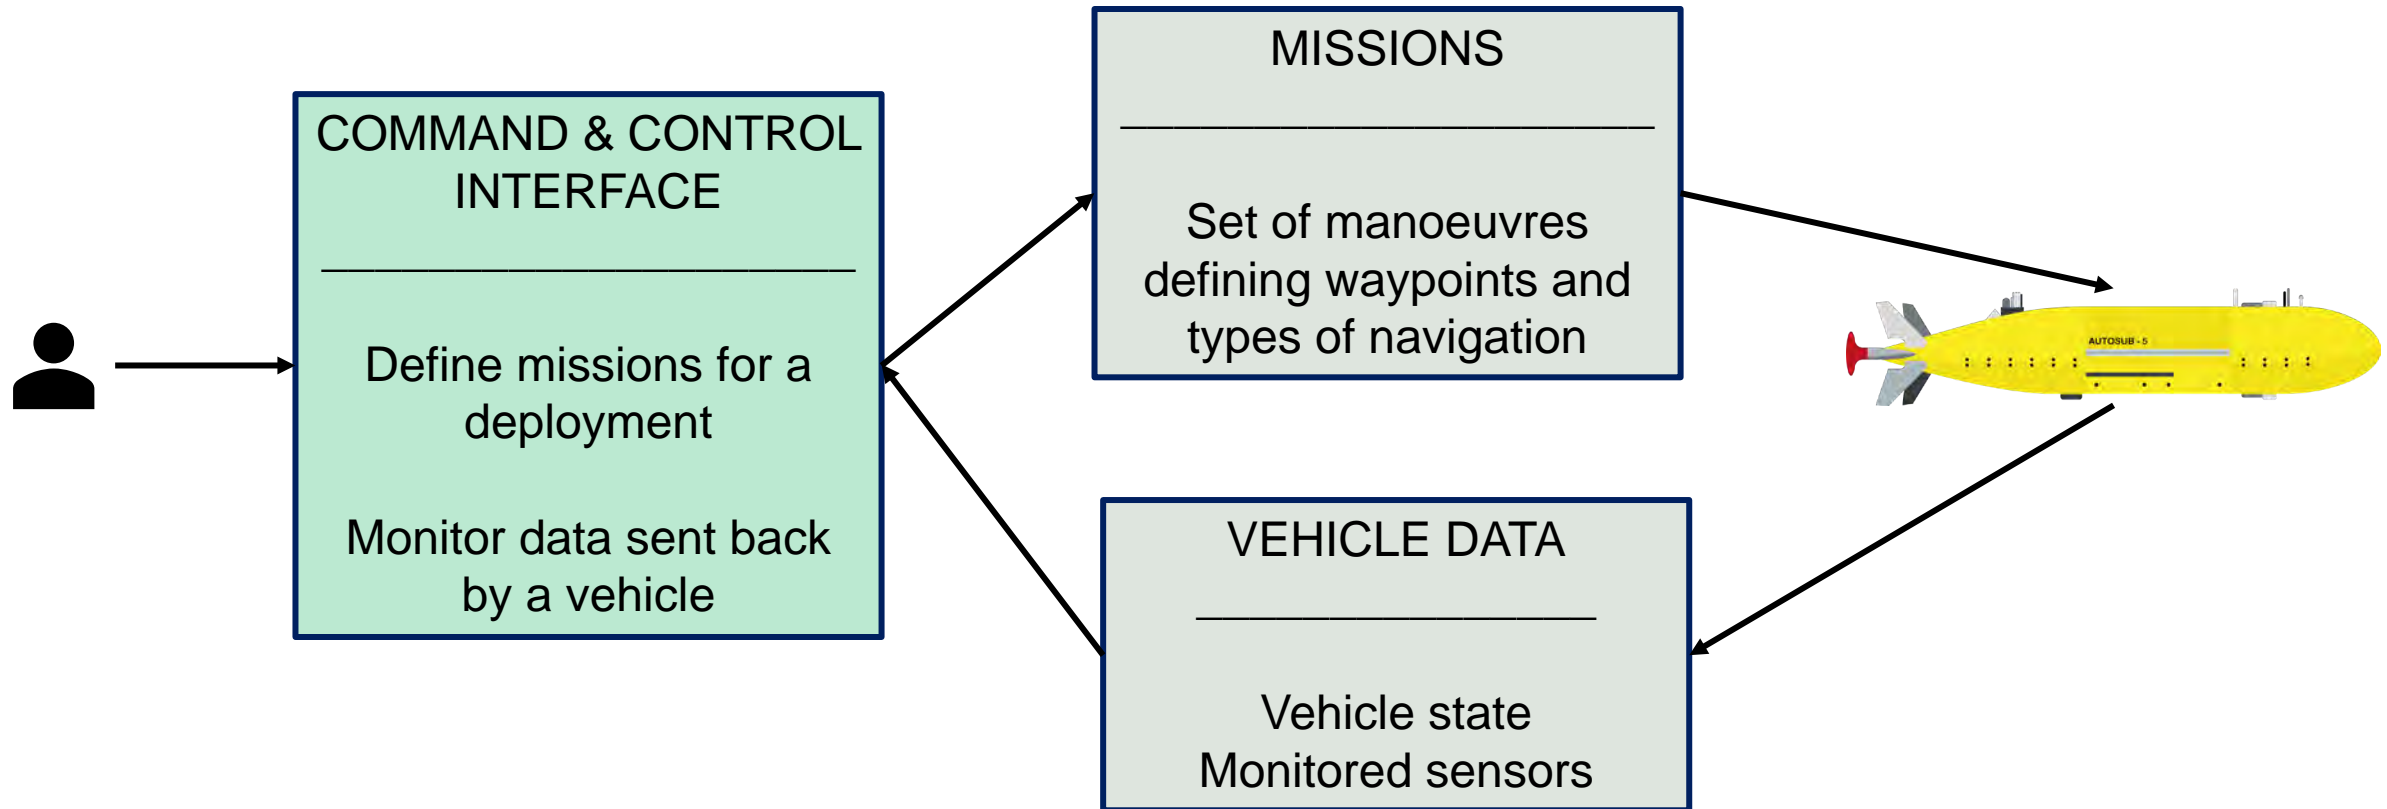 COMMAND & CONTROL
INTERFACE
Define missions for a
deployment
Monitor data sent back
by a vehicle
MISSIONS
Set of manoeuvres
defining waypoints and
types of navigation
AUTOSUB - 5
VEHICLE DATA
Vehicle state
Monitored sensors